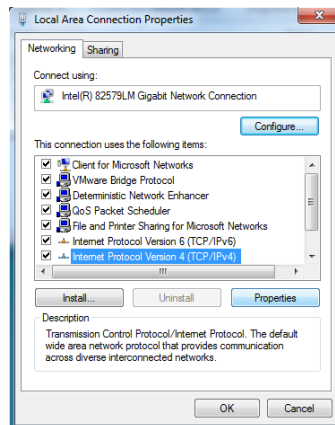 Local Area Connection Properties
Networking
Sharing
Connect using:
Intel(R) 82579LM Gigabit Network Connection
Configure...
This connection uses the following items:
Client for Microsoft Networks
VMware Bridge Protocol
Deterministic Network Enhancer
QoS Packet Scheduler
File and Printer Sharing for Microsoft Networks
Internet Protocol Version 6 (TCP/IPv6)
Internet Protocol Version 4 (TCP/IPv4)
Install...
Uninstall
Properties
Description
Transmission Control Protocol/Internet Protocol. The default
wide area network protocol that provides communication
across diverse interconnected networks.
OK
Cancel